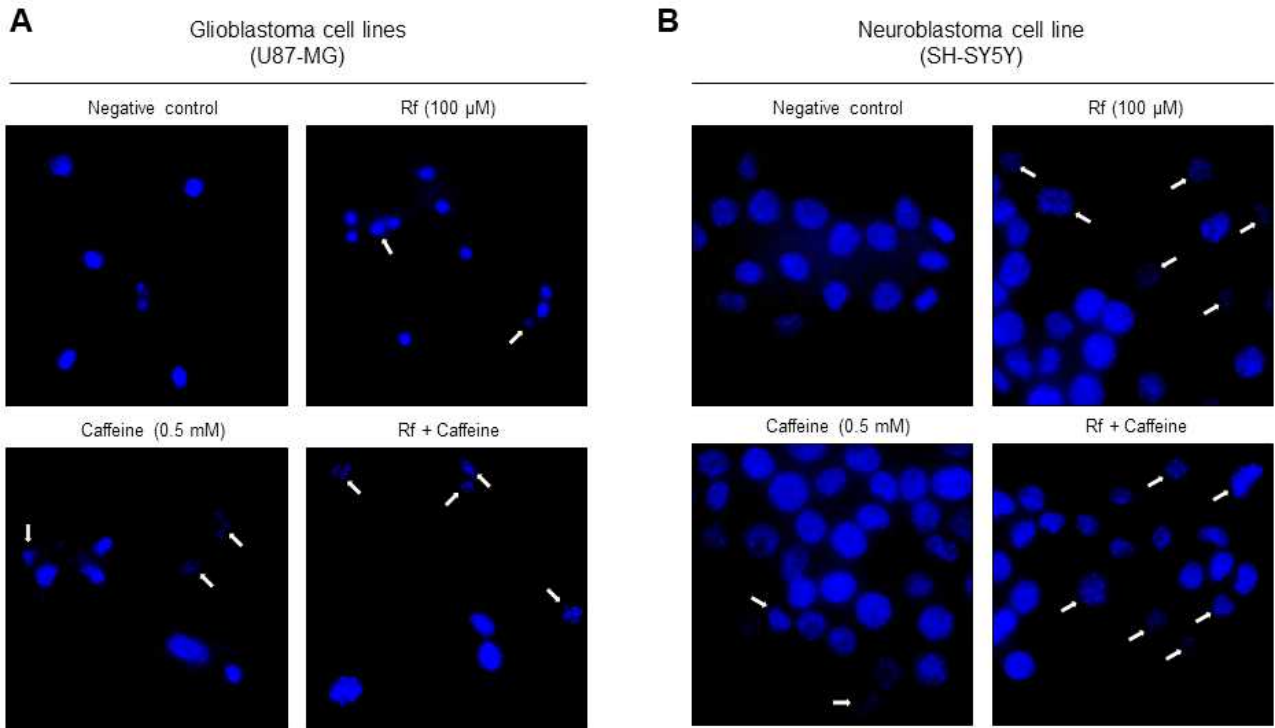 A
Glioblastoma cell lines
(U87-MG)
Negative control
Rf (100 µM)
Caffeine (0.5 mM)
Rf + Caffeine
B
Neuroblastoma cell line
(SH-SY5Y)
Negative control
Rf (100 µM)
Caffeine (0.5 mM)
Rf + Caffeine